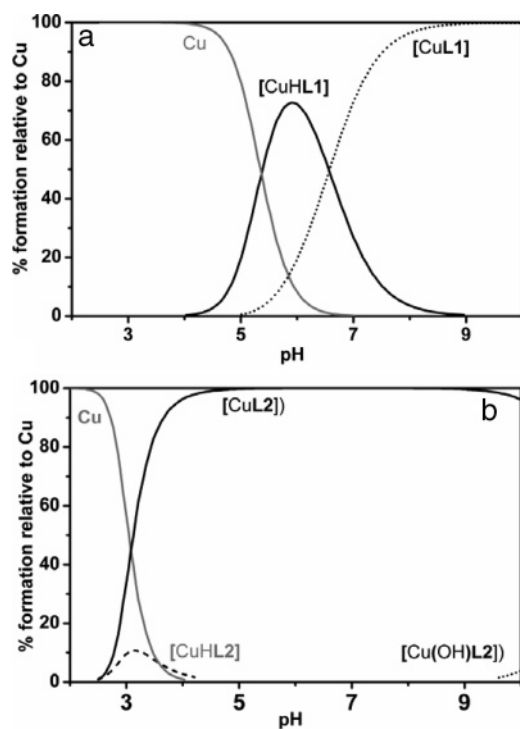 a
Cu
[CuHL1]
[CuL1]
% formation relative to Cu
100
80
60
40
20
0
3 5 7 9
pH
b
Cu
[CuL2])
[CuHL2]
[Cu(OH)L2])
% formation relative to Cu
100
80
60
40
20
0
3 5 7 9
pH